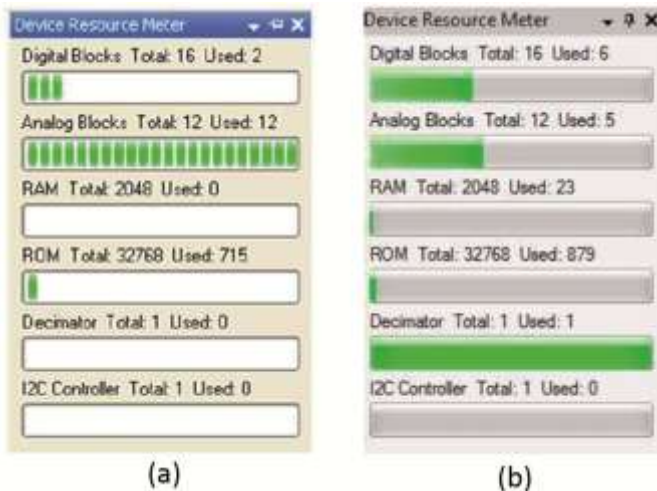 Device Resource Meter
Digital Blocks Total: 16 Used: 2
Analog Blocks Total: 12 Used: 12
RAM Total: 2048 Used: 0
ROM Total: 32768 Used: 715
Decimator Total: 1 Used: 0
I2C Controller Total: 1 Used: 0
(a)
Device Resource Meter
Digital Blocks Total: 16 Used: 6
Analog Blocks Total: 12 Used: 5
RAM Total: 2048 Used: 23
ROM Total: 32768 Used: 879
Decimator Total: 1 Used: 1
I2C Controller Total: 1 Used: 0
(b)